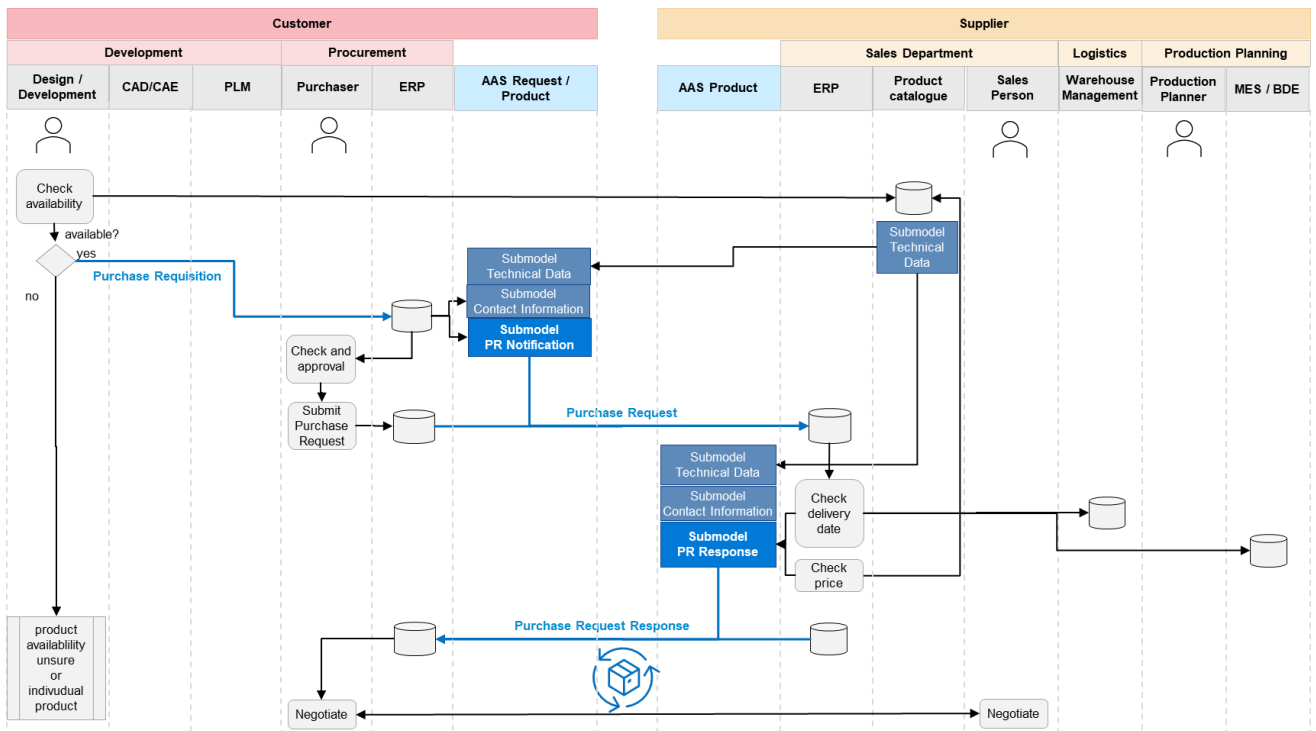 Customer
Supplier
Development
Procurement
Sales Department
Logistics
Production Planning
Design /
Development
CAD/CAE
PLM
Purchaser
ERP
AAS Request /
Product
AAS Product
ERP
Product
catalogue
Sales
Person
Warehouse
Management
Production
Planner
MES / BDE
Check
availability
available?
yes
no
Purchase Requisition
Submodel
Technical
Data
Submodel
Technical Data
Submodel
Contact Information
Submodel
PR Notification
Check and
approval
Submit
Purchase
Request
Purchase Request
Submodel
Technical Data
Submodel
Contact Information
Submodel
PR Response
Check
delivery
date
Check
price
Purchase Request Response
product
availablility
unsure
or
indivudual
product
Negotiate
Negotiate